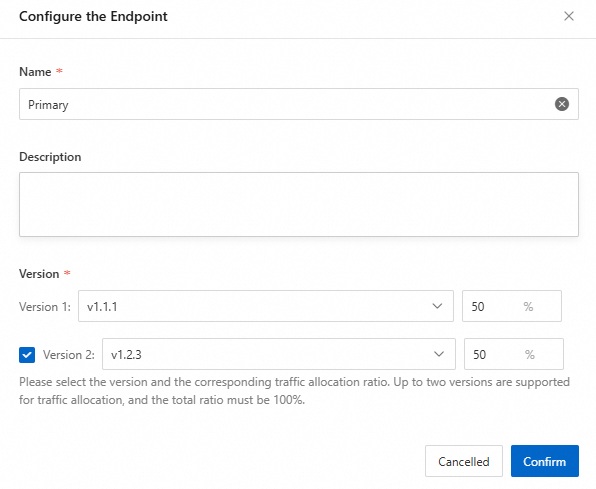 Configure the Endpoint
Name *
Primary
Description
Version *
Version 1: v1.1.1 50 %
Version 2: v1.2.3 50 %
Please select the version and the corresponding traffic allocation ratio. Up to two versions are supported
for traffic allocation, and the total ratio must be 100%.
Cancelled Confirm